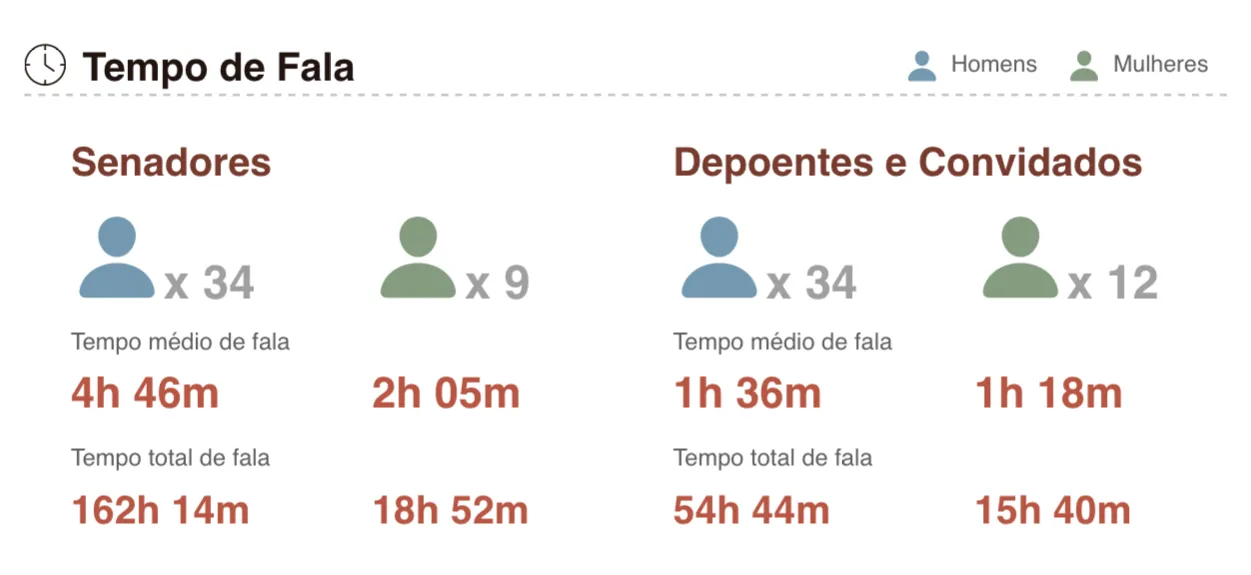 Tempo de Fala
Homens
Mulheres
Senadores
x 34
x 9
Tempo médio de fala
4h 46m
2h 05m
Tempo total de fala
162h 14m
18h 52m
Depoentes e Convidados
x 34
x 12
Tempo médio de fala
1h 36m
1h 18m
Tempo total de fala
54h 44m
15h 40m